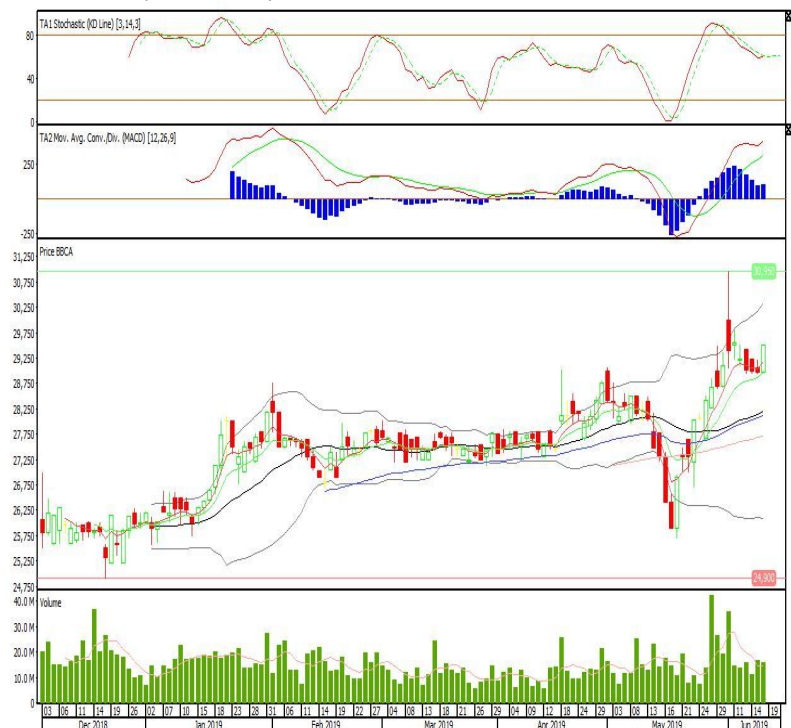 TA1 Stochastic (KD Line) [3,14,3]
80
40
0
TA2 Mov. Avg. Conv./Div. (MACD) [12,26,9]
250
-250
Price BBCA
31,250
30,950
30,750
30,250
29,750
29,250
28,750
28,250
27,750
27,250
26,750
26,250
25,750
25,250
24,900
24,750
Volume
40.0 M
30.0 M
20.0 M
10.0 M
0
03 06 11 14 19 26 02 07 10 15 18 23 28 31 06 11 14 19 22 27 04 08 13 18 21 26 29 04 09 12 18 24 29 03 08 13 16 21 24 29 11 14 19
Dec 2018 Jan 2019 Feb 2019 Mar 2019 Apr 2019 May 2019 Jun 2019